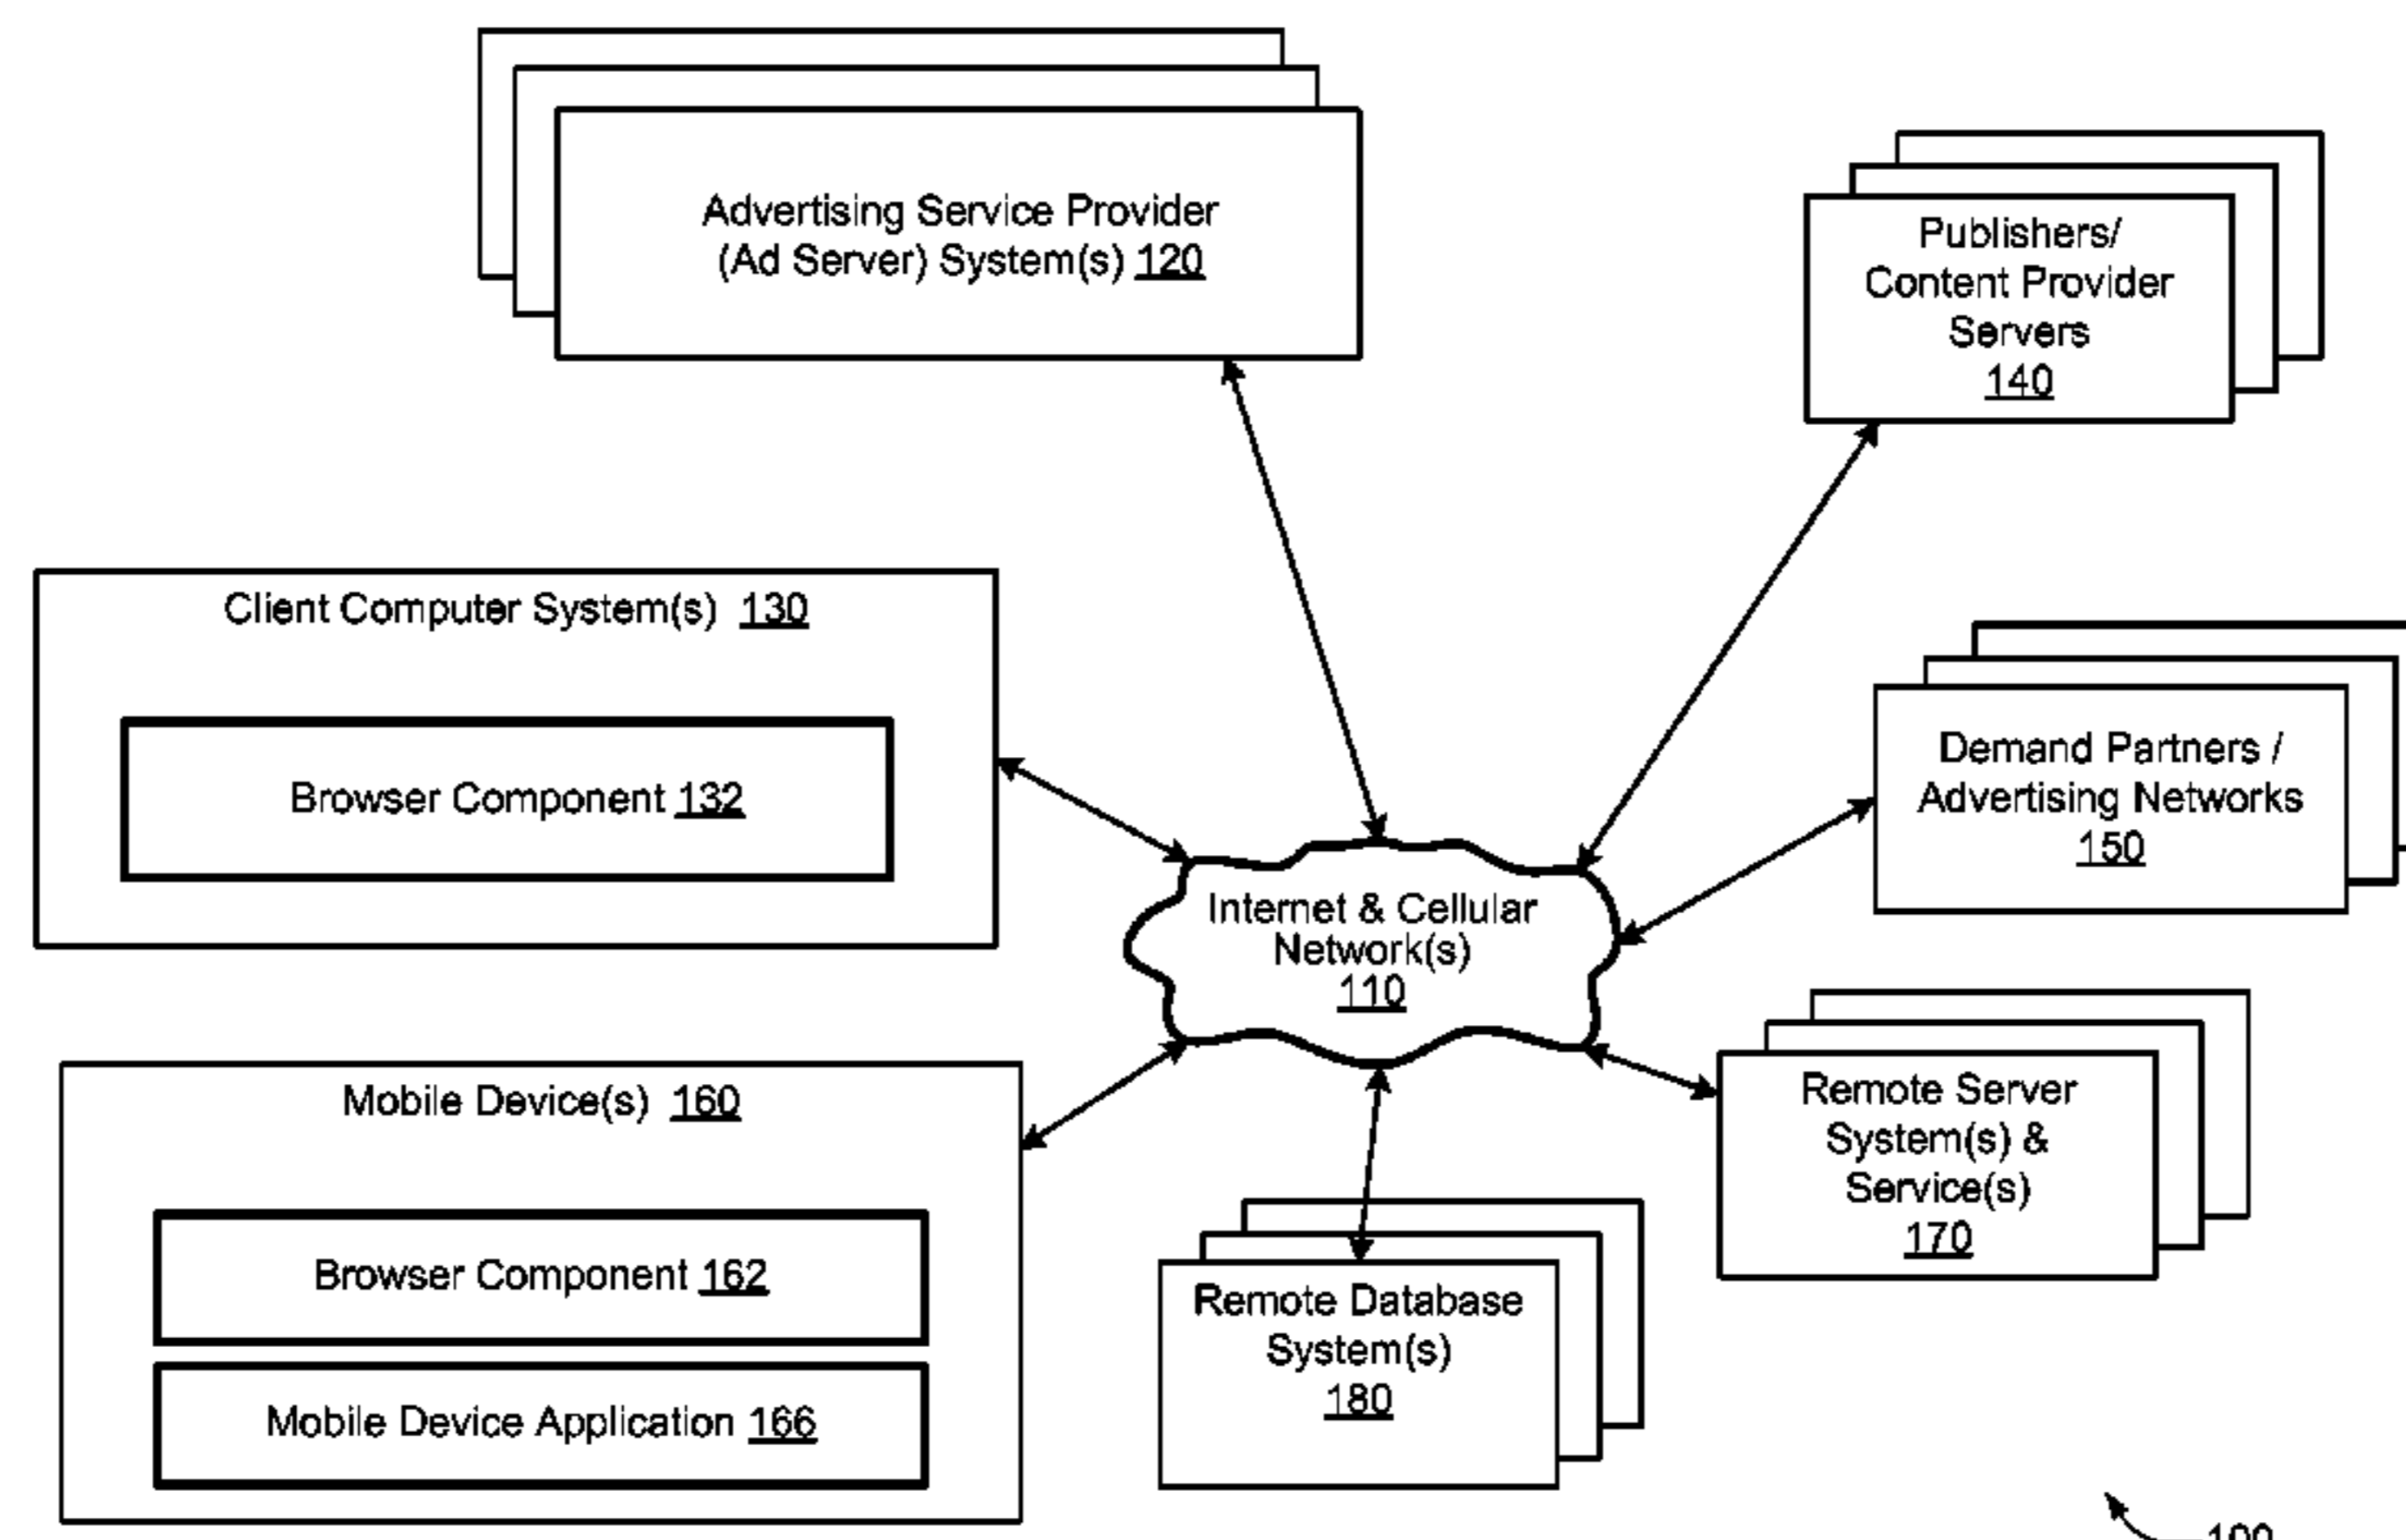 Advertising Service Provider
(Ad Server) System(s) 120
Publishers/
Content Provider
Servers
140
Client Computer System(s) 130
Browser Component 132
Demand Partners /
Advertising Networks
150
Internet & Cellular
Network(s)
110
Mobile Device(s) 160
Browser Component 162
Mobile Device Application 166
Remote Server
System(s) &
Service(s)
170
Remote Database
System(s)
180